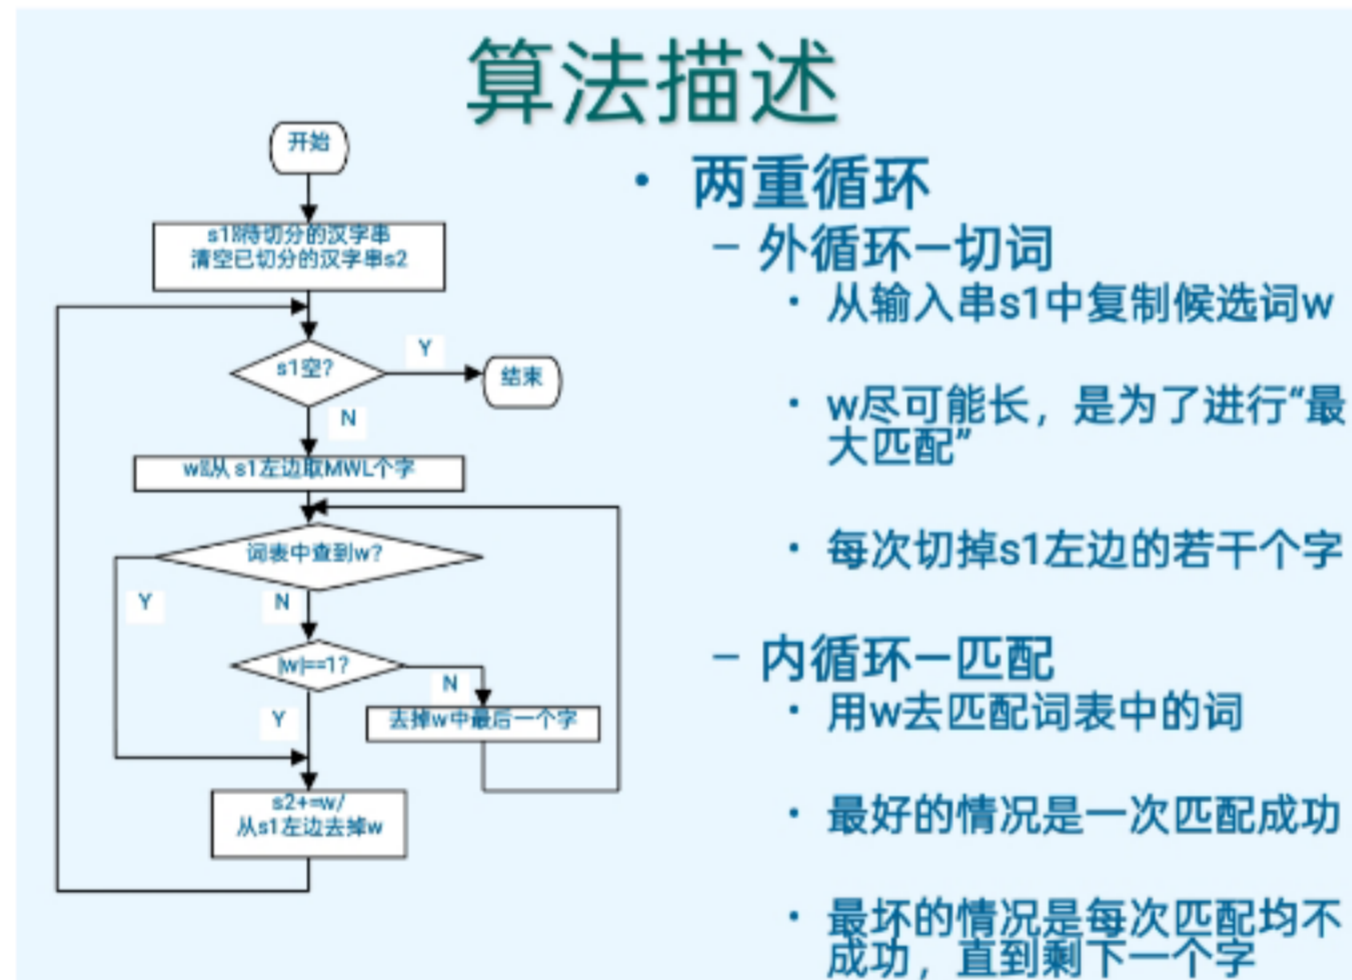 算法描述
开始
s1待切分的汉字串
清空已切分的汉字串s2
s1空?
Y
结束
N
w从s1左边取MWL个字
词表中查到w?
Y
N
|w|==1?
N
Y
去掉w中最后一个字
s2+=w/
从s1左边去掉w
• 两重循环
– 外循环—切词
• 从输入串s1中复制候选词w
• w尽可能长，是为了进行“最
大匹配”
• 每次切掉s1左边的若干个字
– 内循环—匹配
• 用w去匹配词表中的词
• 最好的情况是一次匹配成功
• 最坏的情况是每次匹配均不
成功，直到剩下一个字